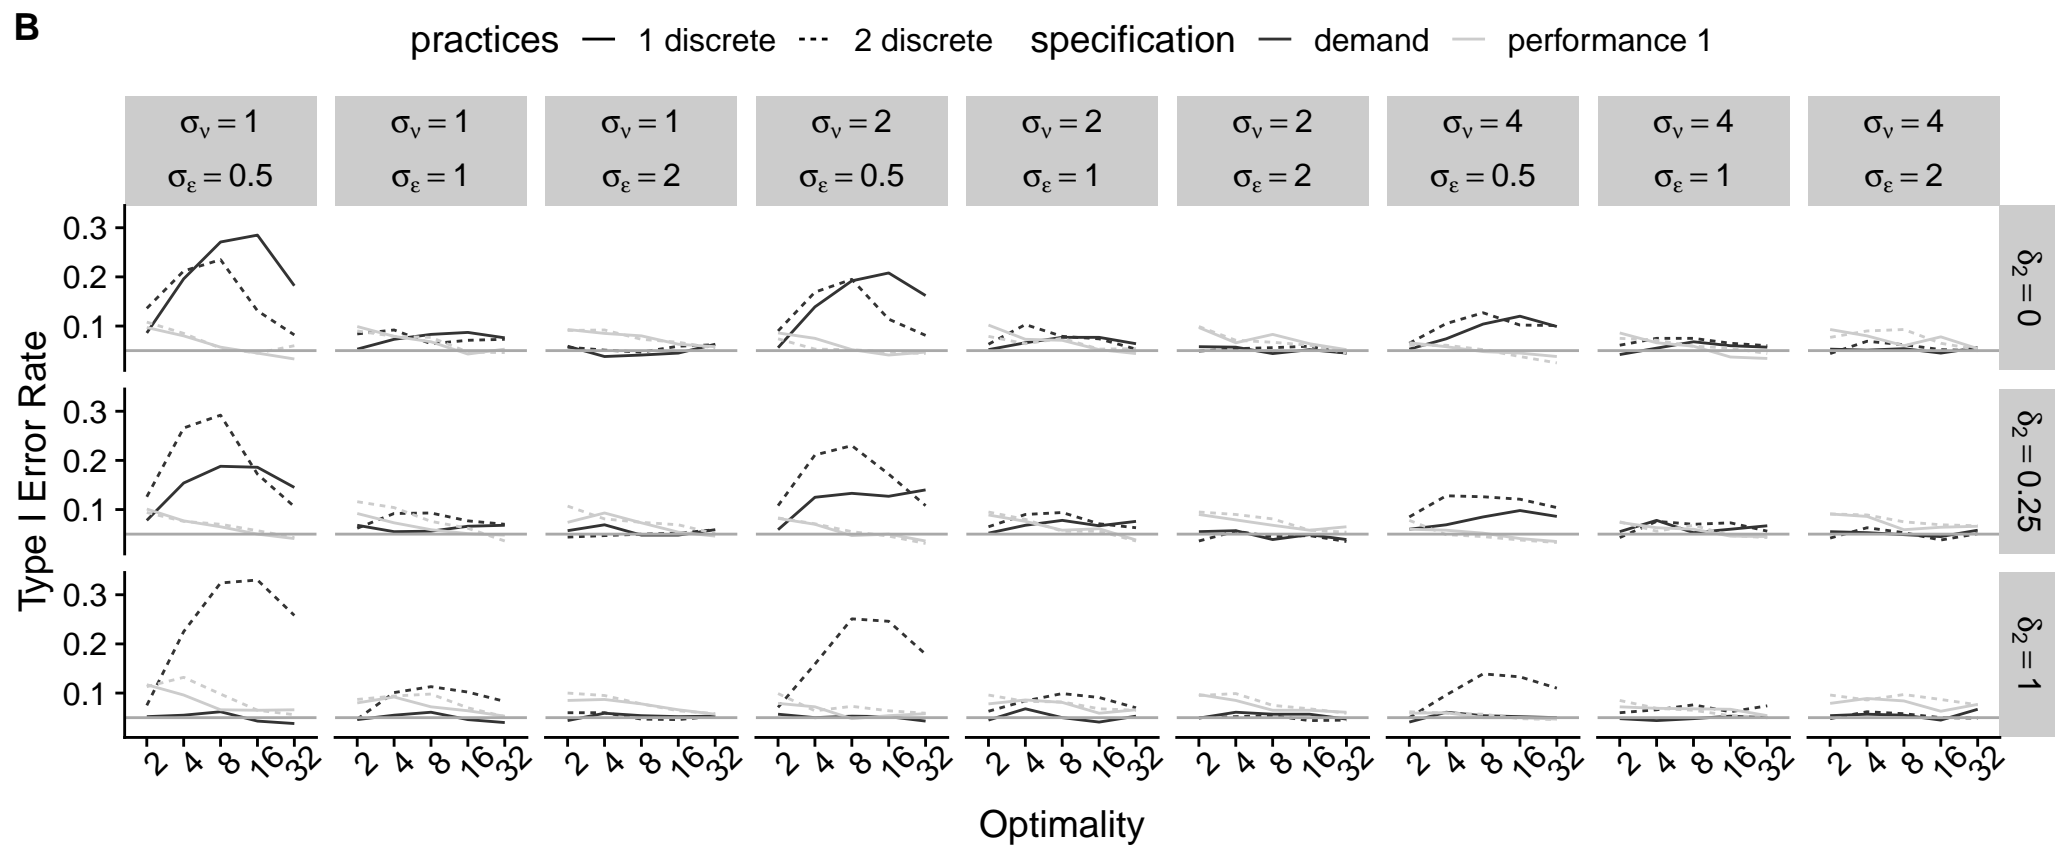 B
practices 1 discrete 2 discrete specification demand performance 1
σν = 1 σν = 1 σν = 1 σν = 2 σν = 2 σν = 2 σν = 4 σν = 4 σν = 4
σε = 0.5 σε = 1 σε = 2 σε = 0.5 σε = 1 σε = 2 σε = 0.5 σε = 1 σε = 2
Type I Error Rate
0.3
0.2
0.1
δ2 = 0
0.3
0.2
0.1
δ2 = 0.25
0.3
0.2
0.1
δ2 = 1
2 4 8 16 32 2 4 8 16 32 2 4 8 16 32 2 4 8 16 32 2 4 8 16 32 2 4 8 16 32 2 4 8 16 32 2 4 8 16 32 2 4 8 16 32
Optimality